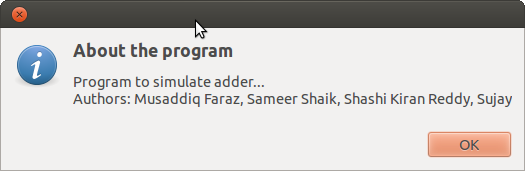 About the program
Program to simulate adder...
Authors: Musaddiq Faraz, Sameer Shaik, Shashi Kiran Reddy, Sujay
OK